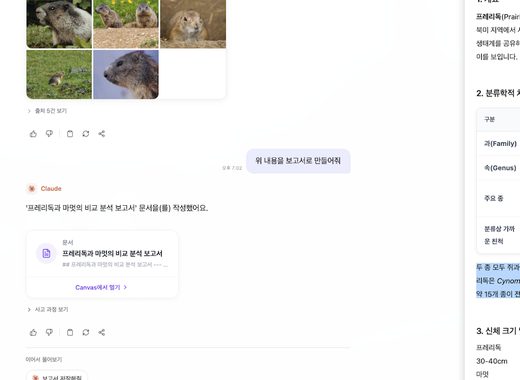 출처 5건 보기
오후 7:02
위 내용을 보고서로 만들어줘
Claude
'프레리독과 마멋의 비교 분석 보고서' 문서을(를) 작성했어요.
문서
프레리독과 마멋의 비교 분석 보고서
## 프레리독과 마멋의 비교 분석 보고서 --- ...
Canvas에서 열기 >
사고 과정 보기
이어서 물어보기
보고서 저장해줘
1. 개요
프레리독(Prair
북미 지역에서 서
생태계를 공유하
이를 보입니다.
2. 분류학적 차
구분
과(Family)
속(Genus)
주요 종
분류상 가까
운 친척
두 종 모두 쥐과
리독은 Cynom
약 15개 종이 전
3. 신체 크기 및
프레리독
30-40cm
마멋